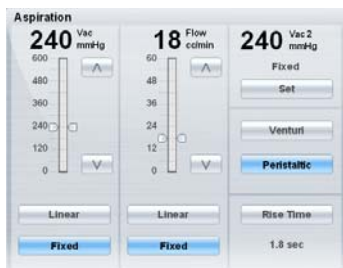 Aspiration
240 Vac mmHg
18 Flow cc/min
240 Vac 2 mmHg
600
480
360
240
120
0
Linear
Fixed
60
48
36
24
12
0
Linear
Fixed
Fixed
Set
Venturi
Peristaltic
Rise Time
1.8 sec